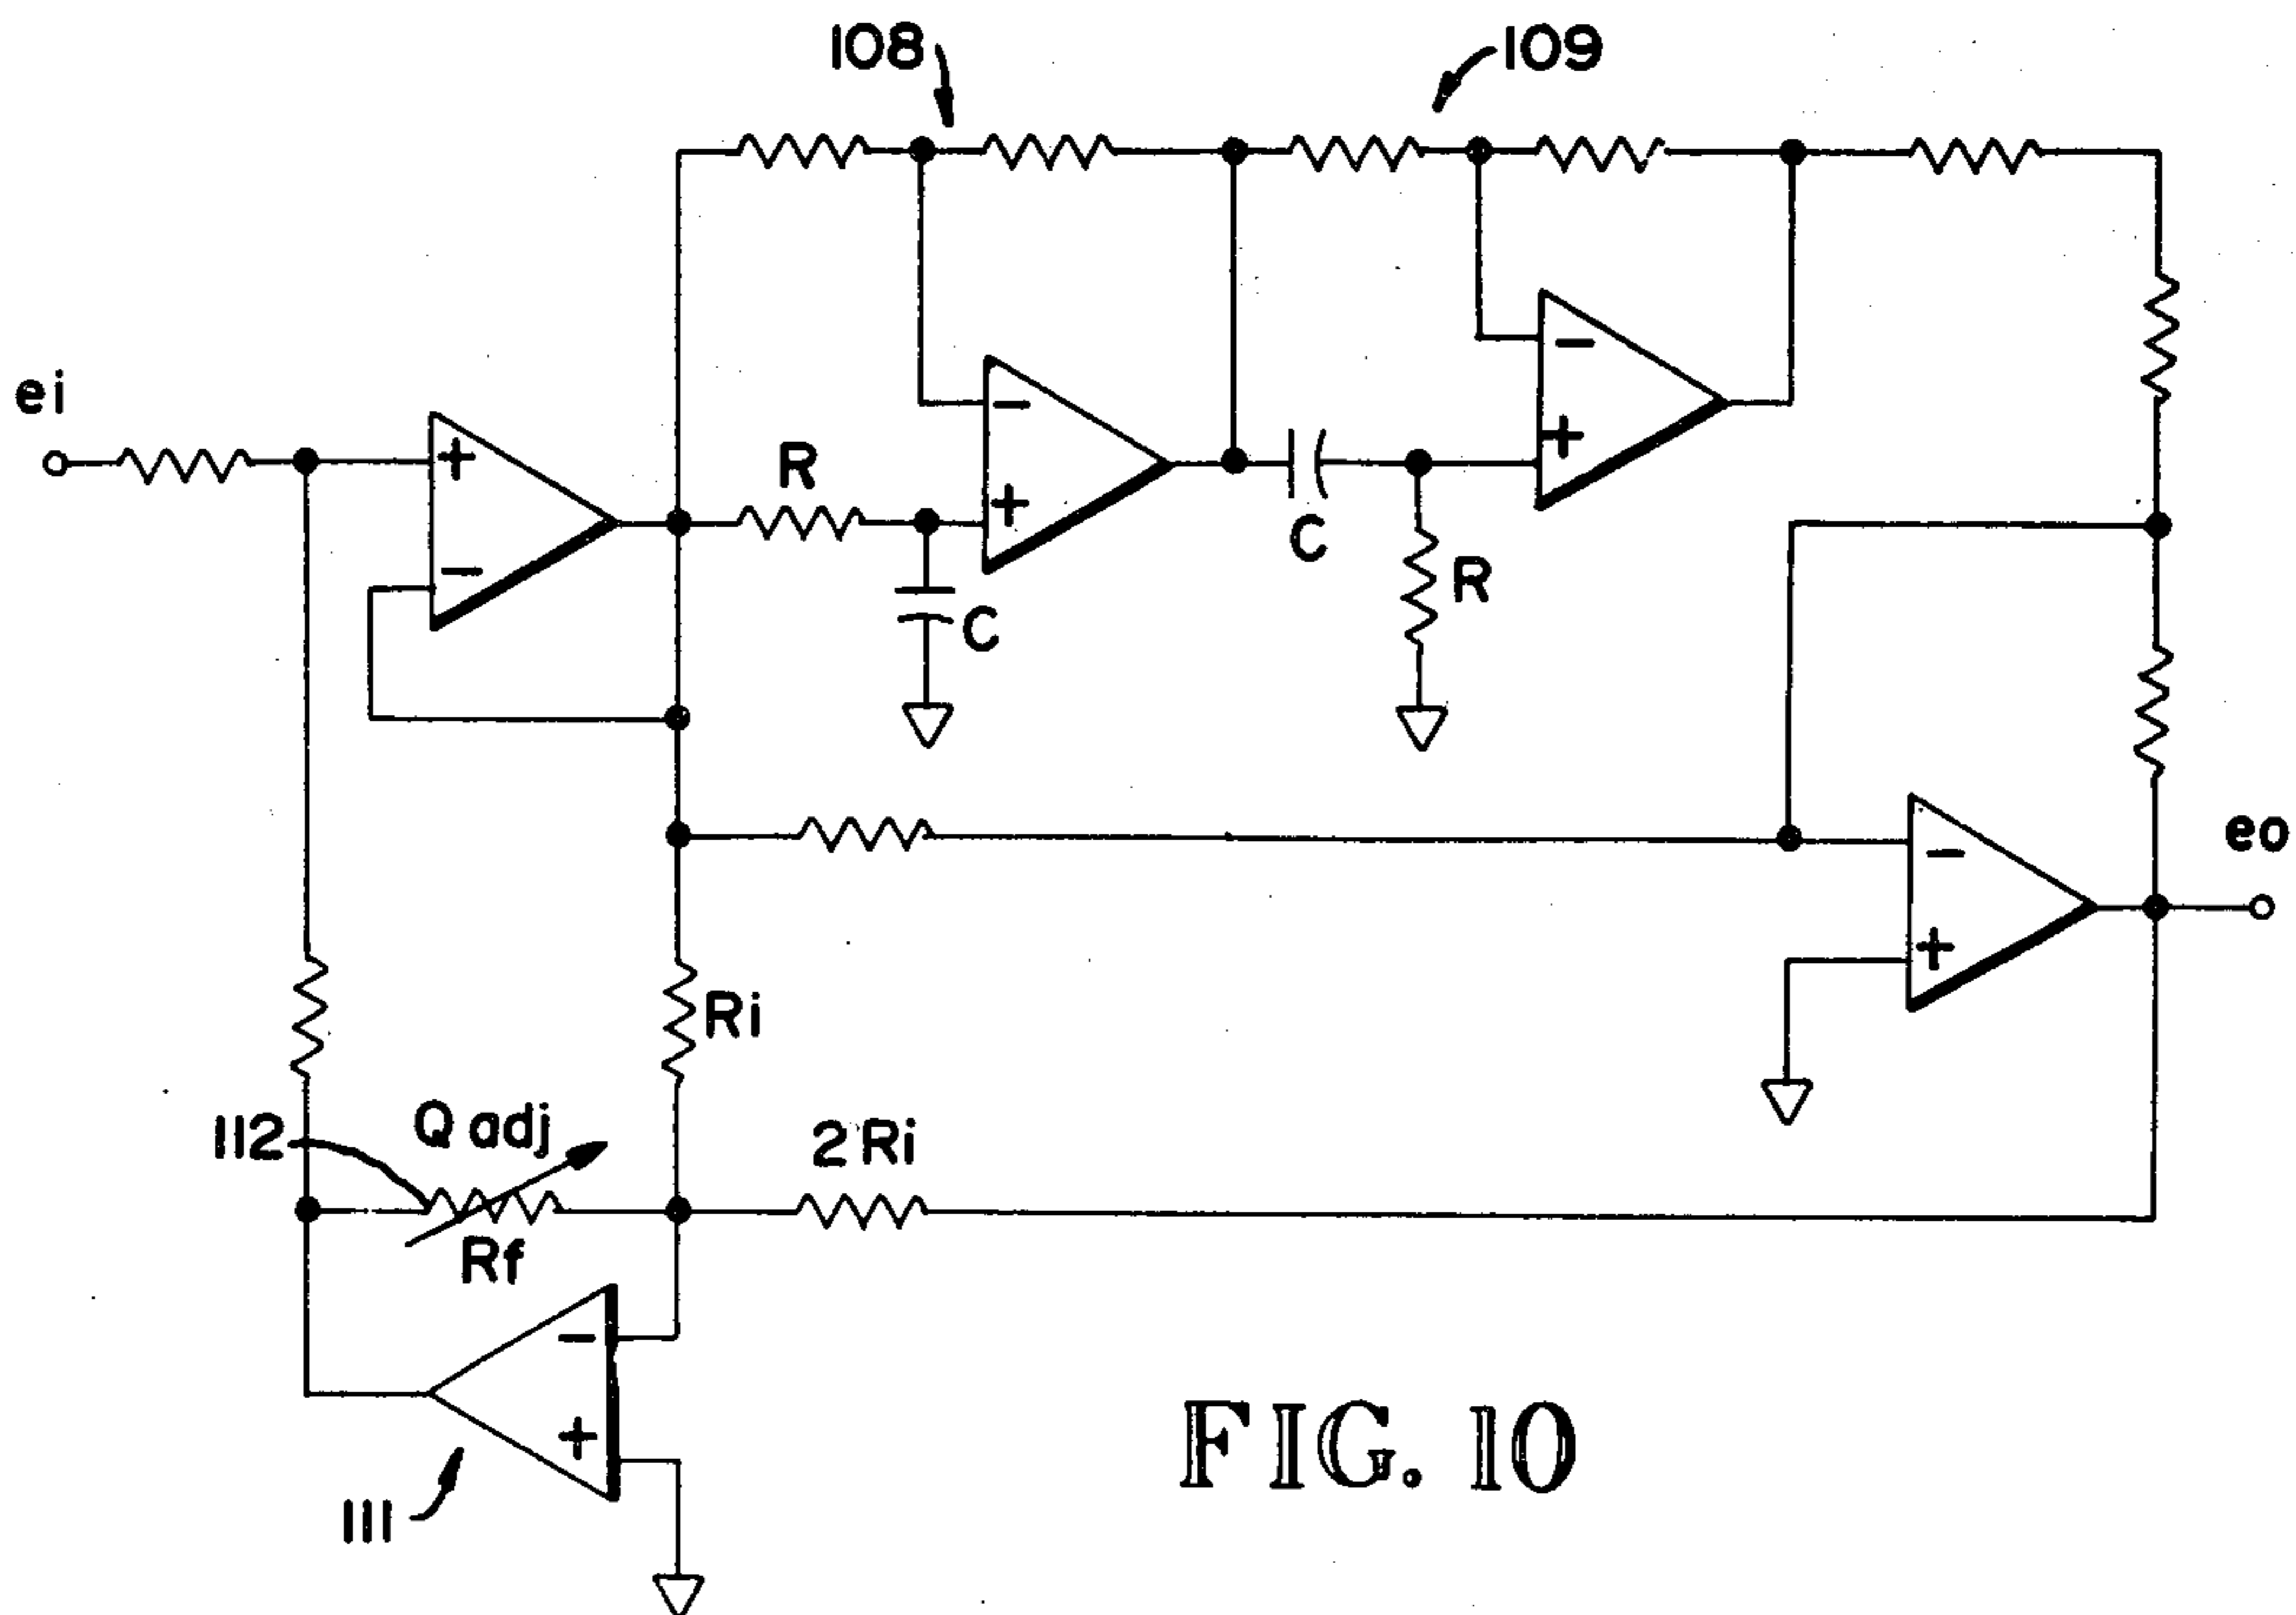 108
109
ei
+
−
R
C
−
+
C
R
−
+
eo
−
+
Ri
112
Q adj
Rf
2 Ri
−
+
111
FIG. 10